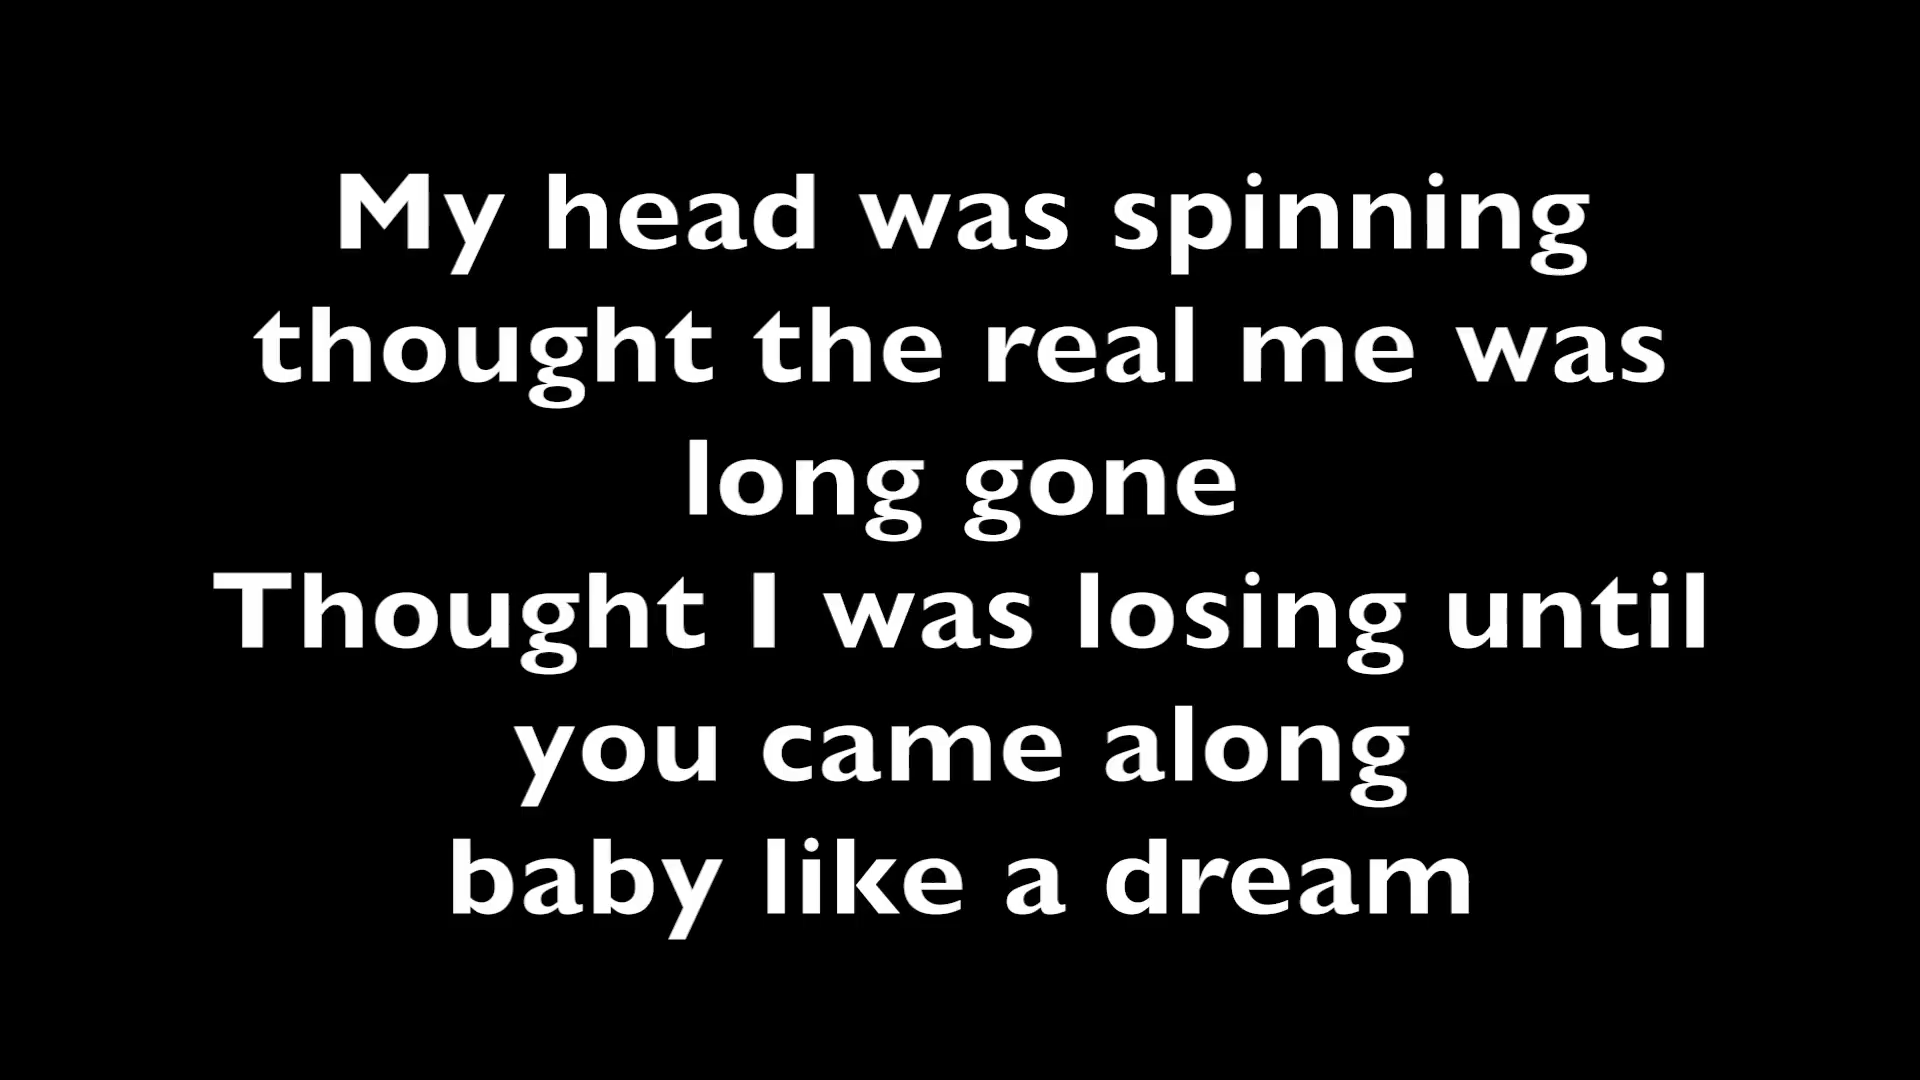 My head was spinning
thought the real me was
long gone
Thought I was losing until
you came along
baby like a dream